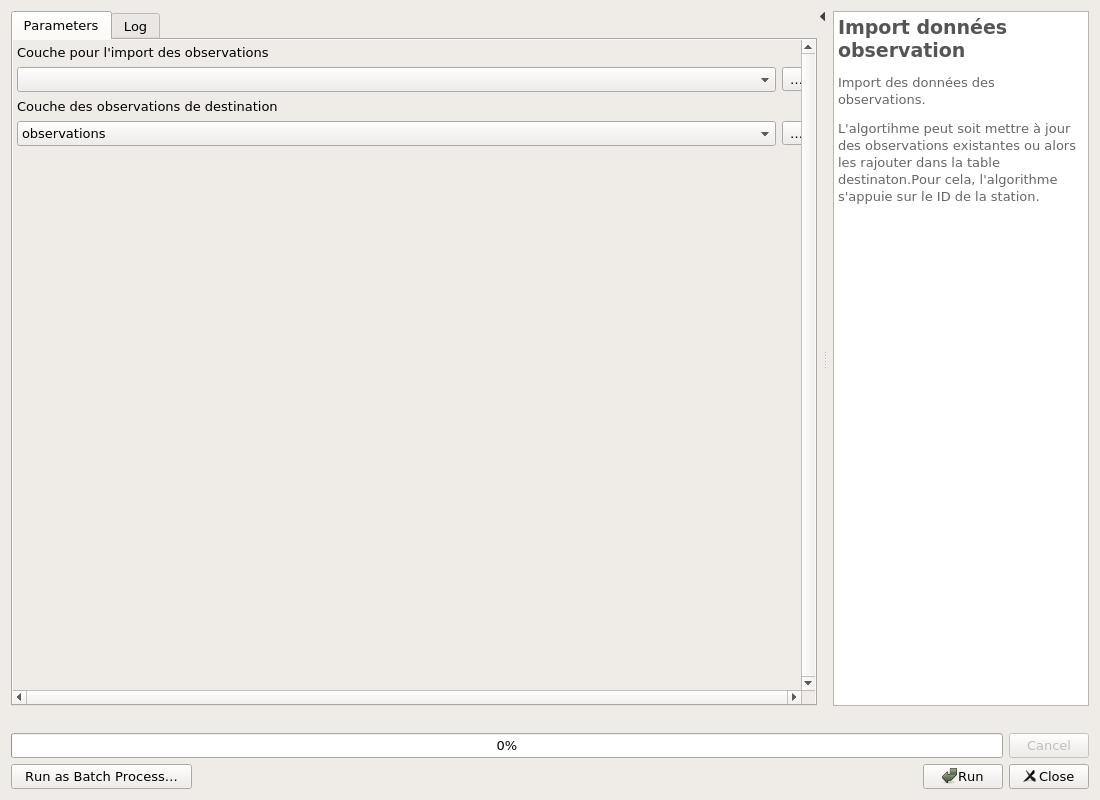 Parameters
Log
Couche pour l'import des observations
...
Couche des observations de destination
observations
...
Import données
observation
Import des données des
observations.
L'algortihme peut soit mettre à jour
des observations existantes ou alors
les rajouter dans la table
destinaton.Pour cela, l'algorithme
s'appuie sur le ID de la station.
0%
Cancel
Run as Batch Process...
Run
Close